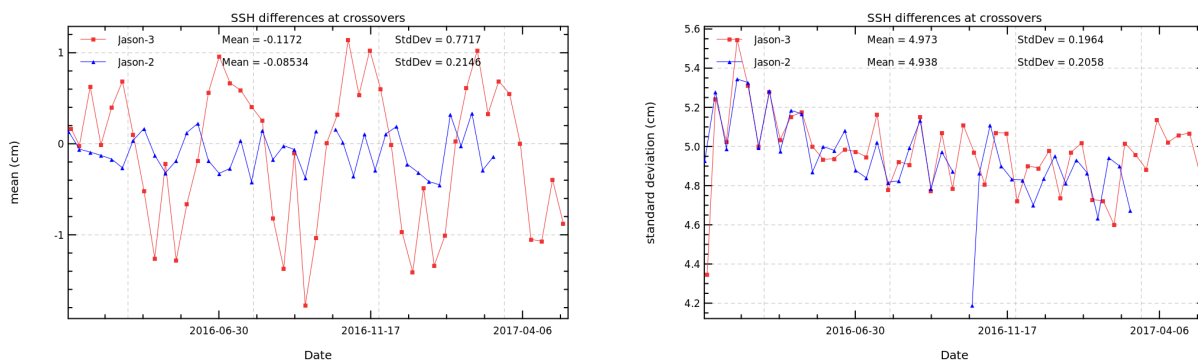 SSH differences at crossovers
Jason-3 Mean = -0.1172 StdDev = 0.7717
Jason-2 Mean = -0.08534 StdDev = 0.2146
1
0
-1
mean (cm)
2016-06-30 2016-11-17 2017-04-06
Date
SSH differences at crossovers
Jason-3 Mean = 4.973 StdDev = 0.1964
Jason-2 Mean = 4.938 StdDev = 0.2058
5.6
5.4
5.2
5.0
4.8
4.6
4.4
4.2
standard deviation (cm)
2016-06-30 2016-11-17 2017-04-06
Date